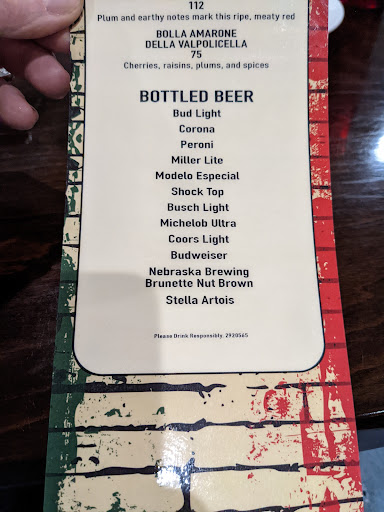 112
Plum and earthy notes mark this ripe, meaty red
BOLLA AMARONE
DELLA VALPOLICELLA
75
Cherries, raisins, plums, and spices
BOTTLED BEER
Bud Light
Corona
Peroni
Miller Lite
Modelo Especial
Shock Top
Busch Light
Michelob Ultra
Coors Light
Budweiser
Nebraska Brewing
Brunette Nut Brown
Stella Artois
Please Drink Responsibly. 2920565